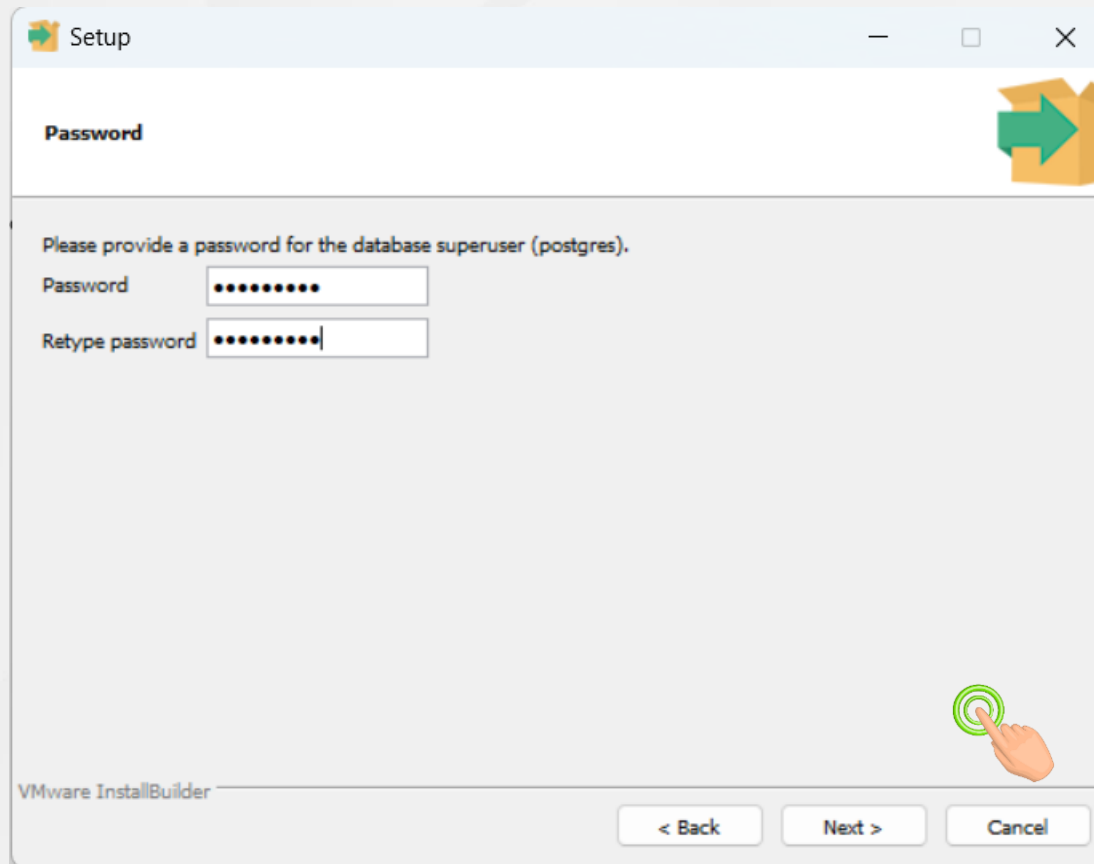 Setup
Password
Please provide a password for the database superuser (postgres).
Password •••••••••
Retype password •••••••••
VMware InstallBuilder
< Back Next > Cancel